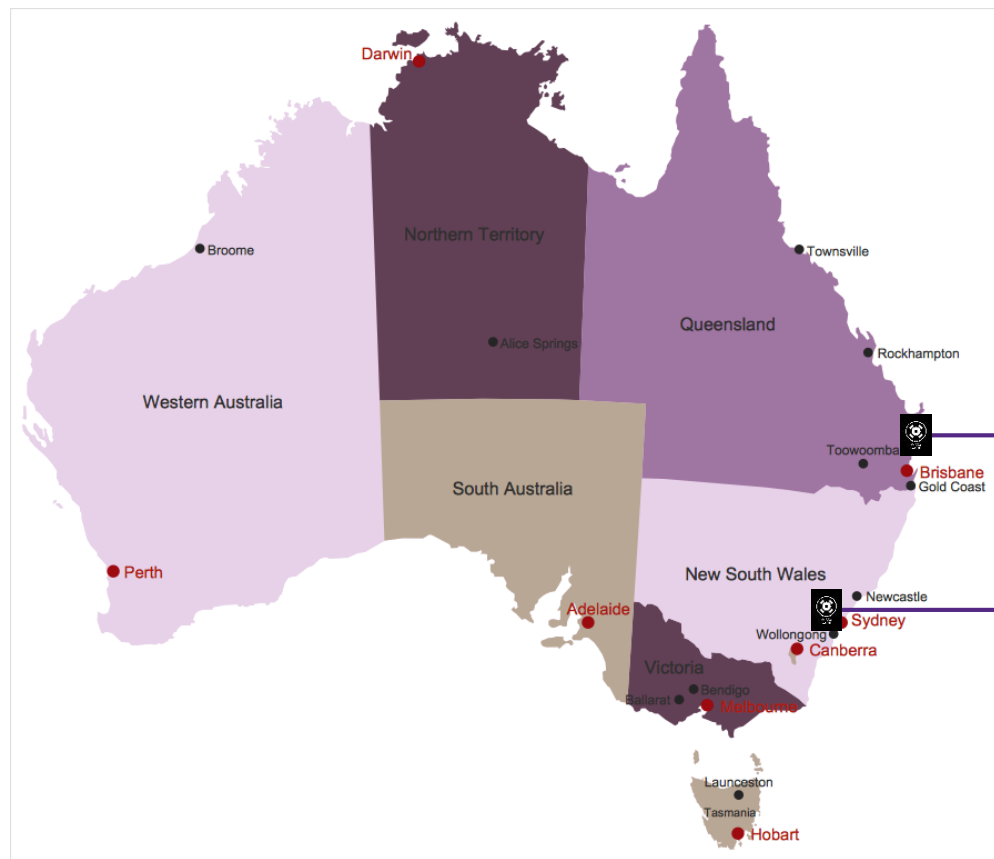 Darwin
Northern Territory
Broome
Townsville
Queensland
Alice Springs
Rockhampton
Western Australia
Toowoomba
Brisbane
South Australia
Gold Coast
Perth
New South Wales
Newcastle
Adelaide
Sydney
Wollongong
Canberra
Victoria
Bendigo
Ballarat
Melbourne
Launceston
Tasmania
Hobart